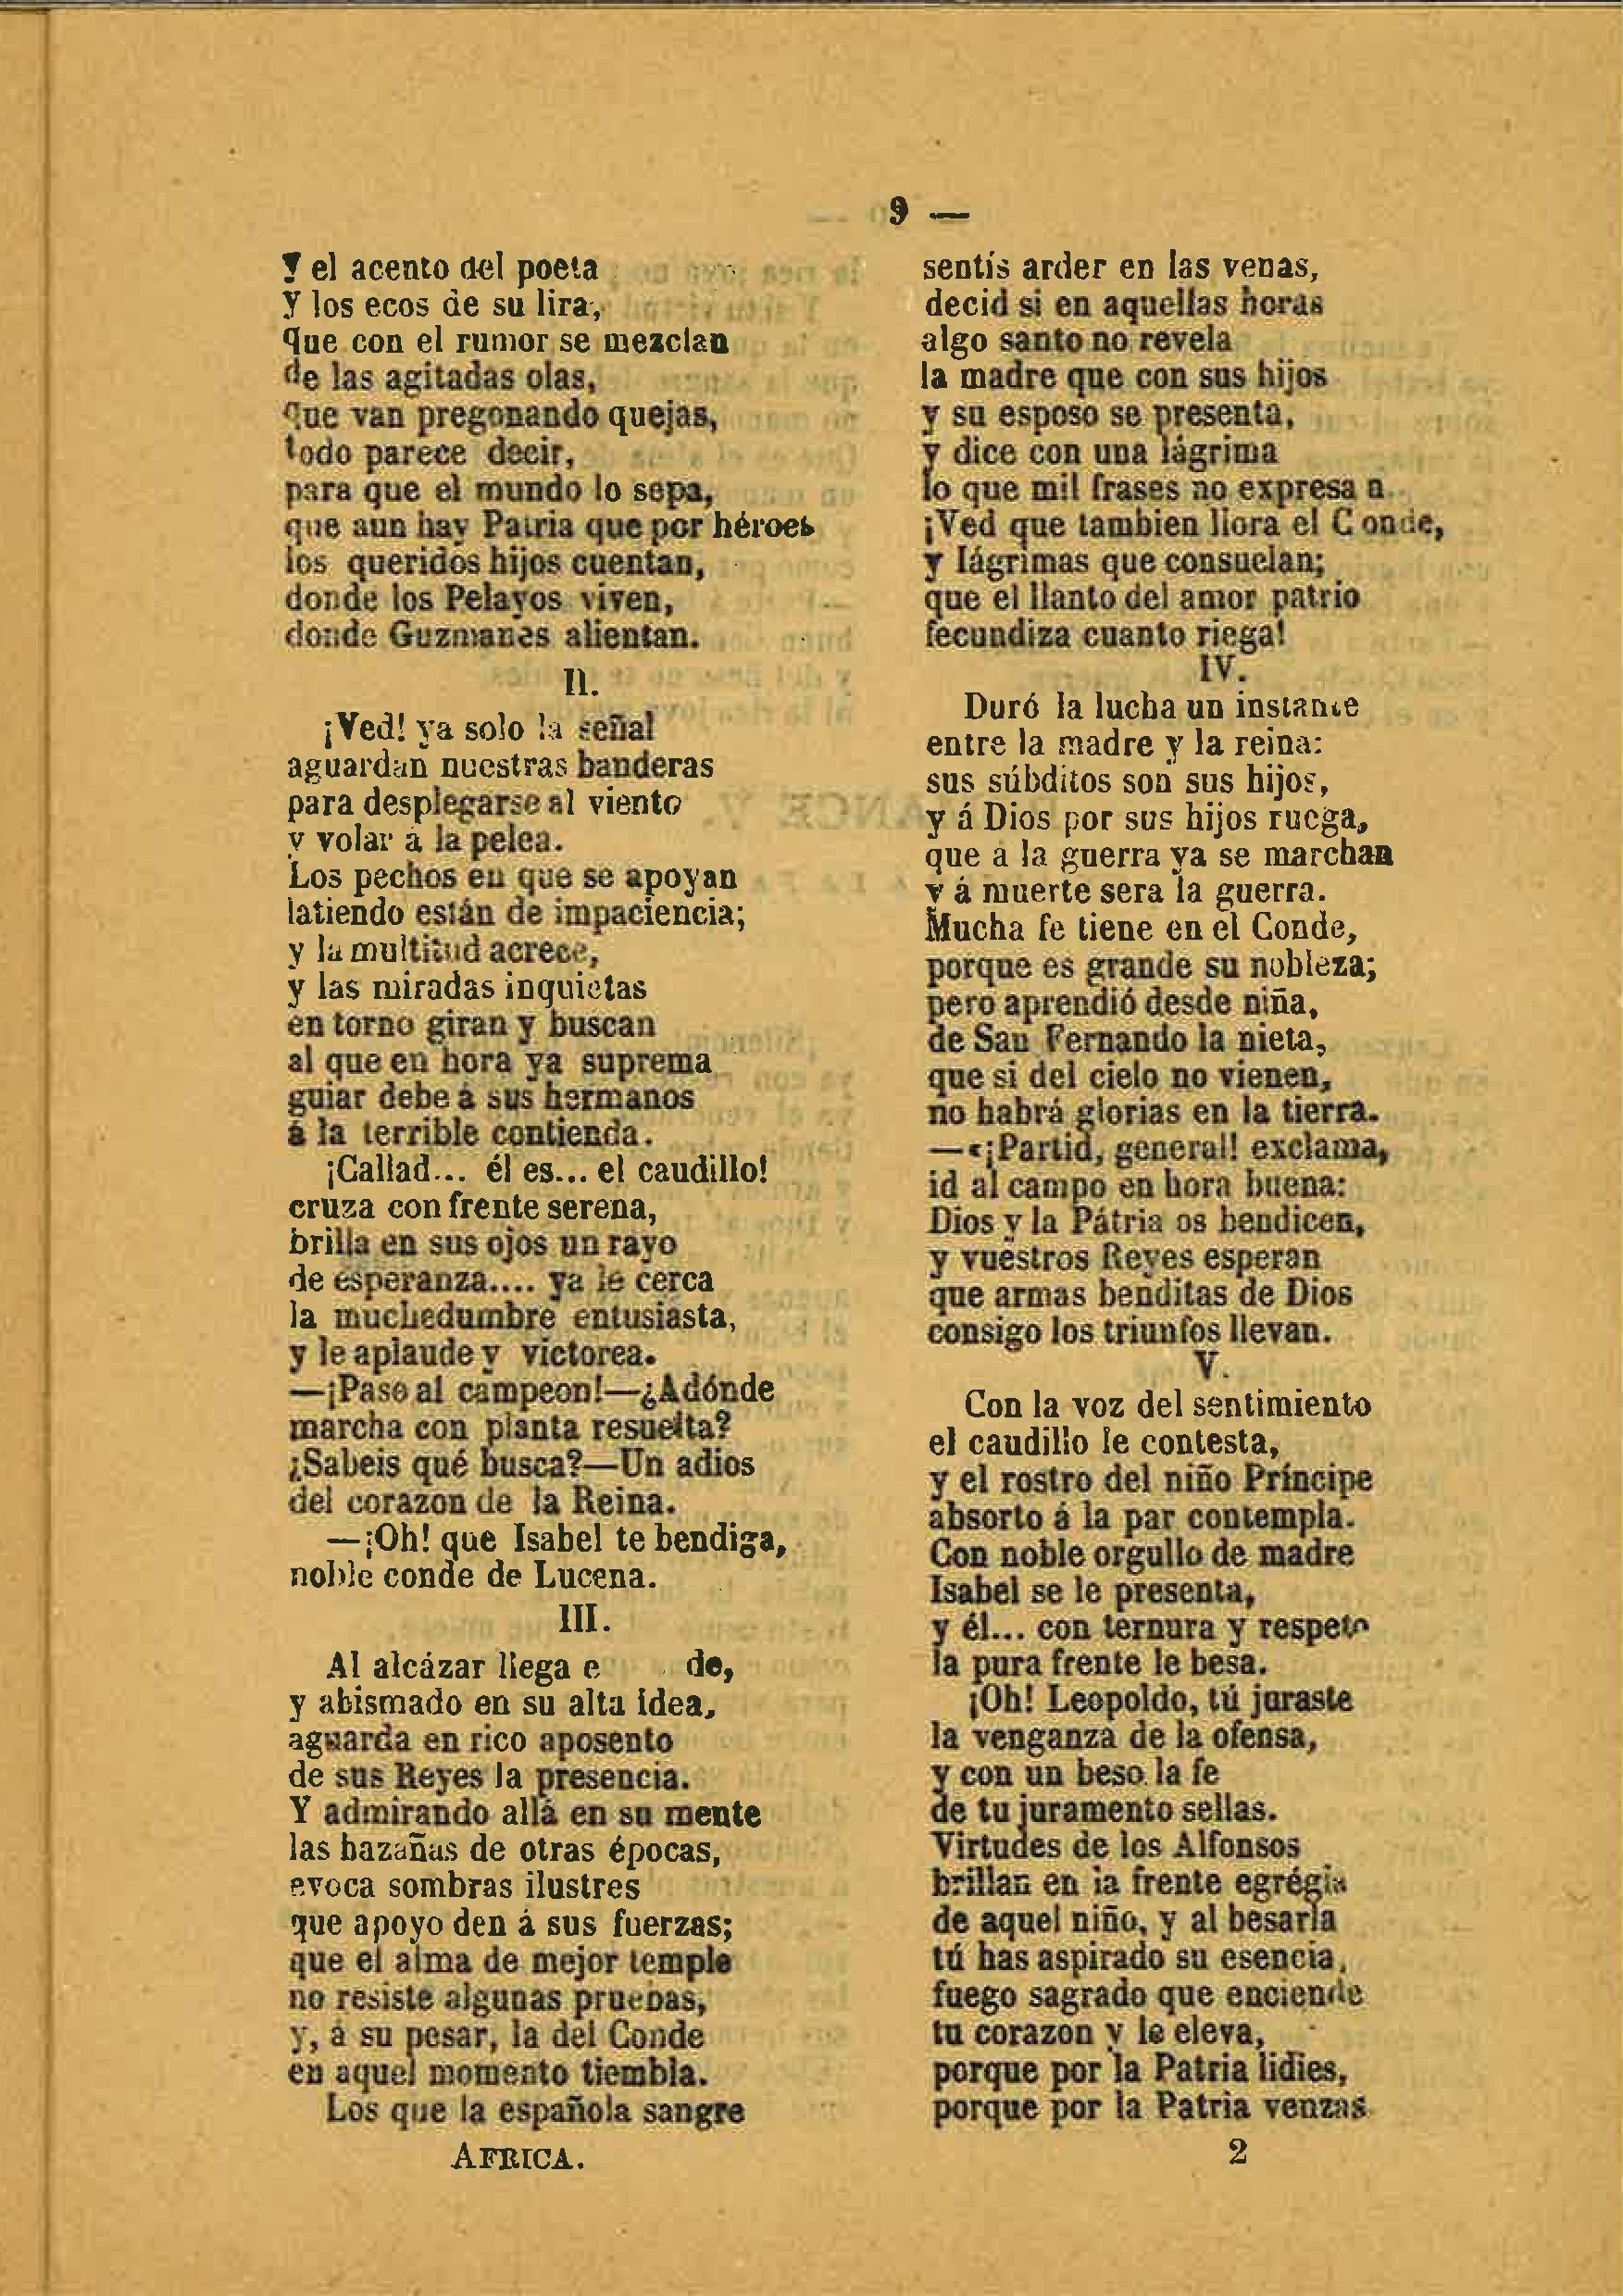 9 —
Y el acento del poeta
y los ecos de su lira,
que con el rumor se mezclan
de las agitadas olas,
que van pregonando quejas,
todo parece decir,
para que el mundo lo sepa,
que aun hay Patria que por héroes
los queridos hijos cuentan,
donde los Pelayos viven,
donde Guzmanes alientan.
II.
¡Ved! ya solo la señal
aguardan nuestras banderas
para desplegarse al viento
y volar á la pelea.
Los pechos en que se apoyan
latiendo están de impaciencia;
y la multitud acrece,
y las miradas inquietas
en torno giran y buscan
al que en hora ya suprema
guiar debe á sus hermanos
á la terrible contienda.
¡Callad... él es... el caudillo!
cruza con frente serena,
brilla en sus ojos un rayo
de esperanza.... ya le cerca
la muchedumbre entusiasta,
y le aplaude y victorea.
—¡Paso al campeon!—¿Adónde
marcha con planta resuelta?
¿Sabeis qué busca?—Un adios
del corazon de la Reina.
—¡Oh! que Isabel te bendiga,
noble conde de Lucena.
III.
Al alcázar llega e de,
y abismado en su alta idea,
aguarda en rico aposento
de sus Reyes la presencia.
Y admirando allá en su mente
las hazañas de otras épocas,
evoca sombras ilustres
que apoyo den á sus fuerzas;
que el alma de mejor temple
no resiste algunas pruebas,
y, á su pesar, la del Conde
en aquel momento tiembla.
Los que la española sangre
AFRICA.
sentís arder en las venas,
decid si en aquellas horas
algo santo no revela
la madre que con sus hijos
y su esposo se presenta,
y dice con una lágrima
lo que mil frases no expresa n.
¡Ved que tambien llora el Conde,
y lágrimas que consuelan;
que el llanto del amor patrio
fecundiza cuanto riega!
IV.
Duró la lucha un instante
entre la madre y la reina:
sus súbditos son sus hijos,
y á Dios por sus hijos ruega,
que á la guerra ya se marchan
y á muerte sera la guerra.
Mucha fe tiene en el Conde,
porque es grande su nobleza;
pero aprendió desde niña,
de San Fernando la nieta,
que si del cielo no vienen,
no habrá glorias en la tierra.
—«¡Partid, general! exclama,
id al campo en hora buena:
Dios y la Pátria os bendicen,
y vuestros Reyes esperan
que armas benditas de Dios
consigo los triunfos llevan.
V.
Con la voz del sentimiento
el caudillo le contesta,
y el rostro del niño Príncipe
absorto á la par contempla.
Con noble orgullo de madre
Isabel se le presenta,
y él... con ternura y respeto
la pura frente le besa.
¡Oh! Leopoldo, tú juraste
la venganza de la ofensa,
y con un beso la fe
de tu juramento sellas.
Virtudes de los Alfonsos
brillan en la frente egrégia
de aquel niño, y al besarla
tú has aspirado su esencia,
fuego sagrado que enciende
tu corazon y le eleva,
porque por la Patria lidies,
porque por la Patria venzas.
2